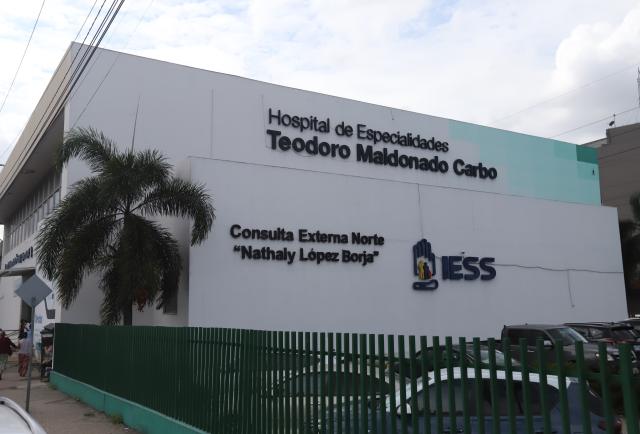 Hospital de Especialidades
Teodoro Maldonado Carbo
Consulta Externa Norte
"Nathaly López Borja"
IESS